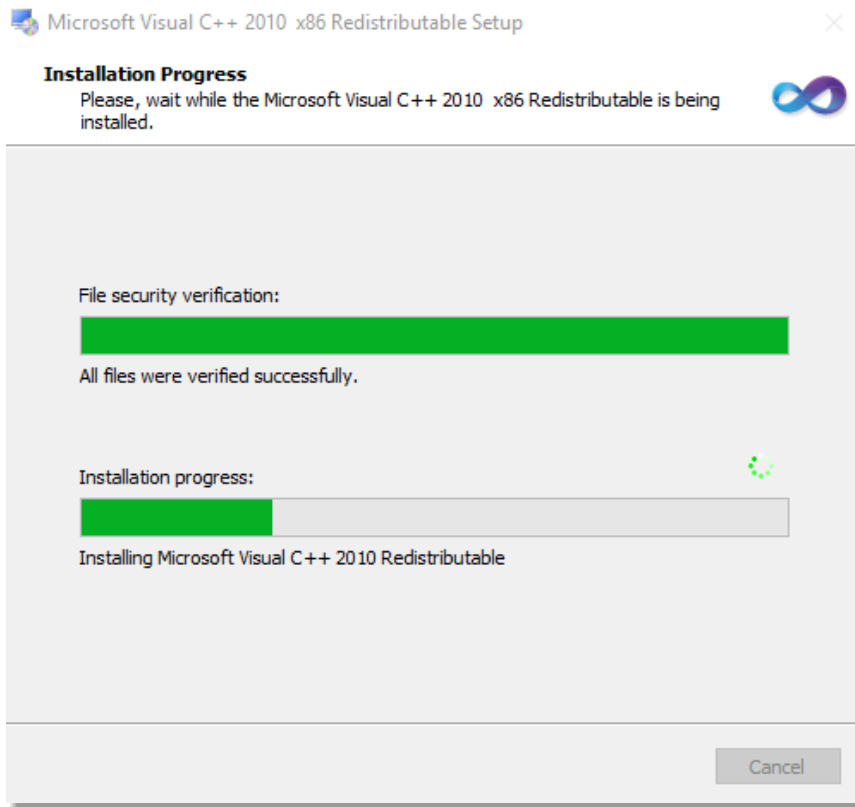 Microsoft Visual C++ 2010 x86 Redistributable Setup
Installation Progress
Please, wait while the Microsoft Visual C++ 2010 x86 Redistributable is being
installed.
File security verification:
All files were verified successfully.
Installation progress:
Installing Microsoft Visual C++ 2010 Redistributable
Cancel